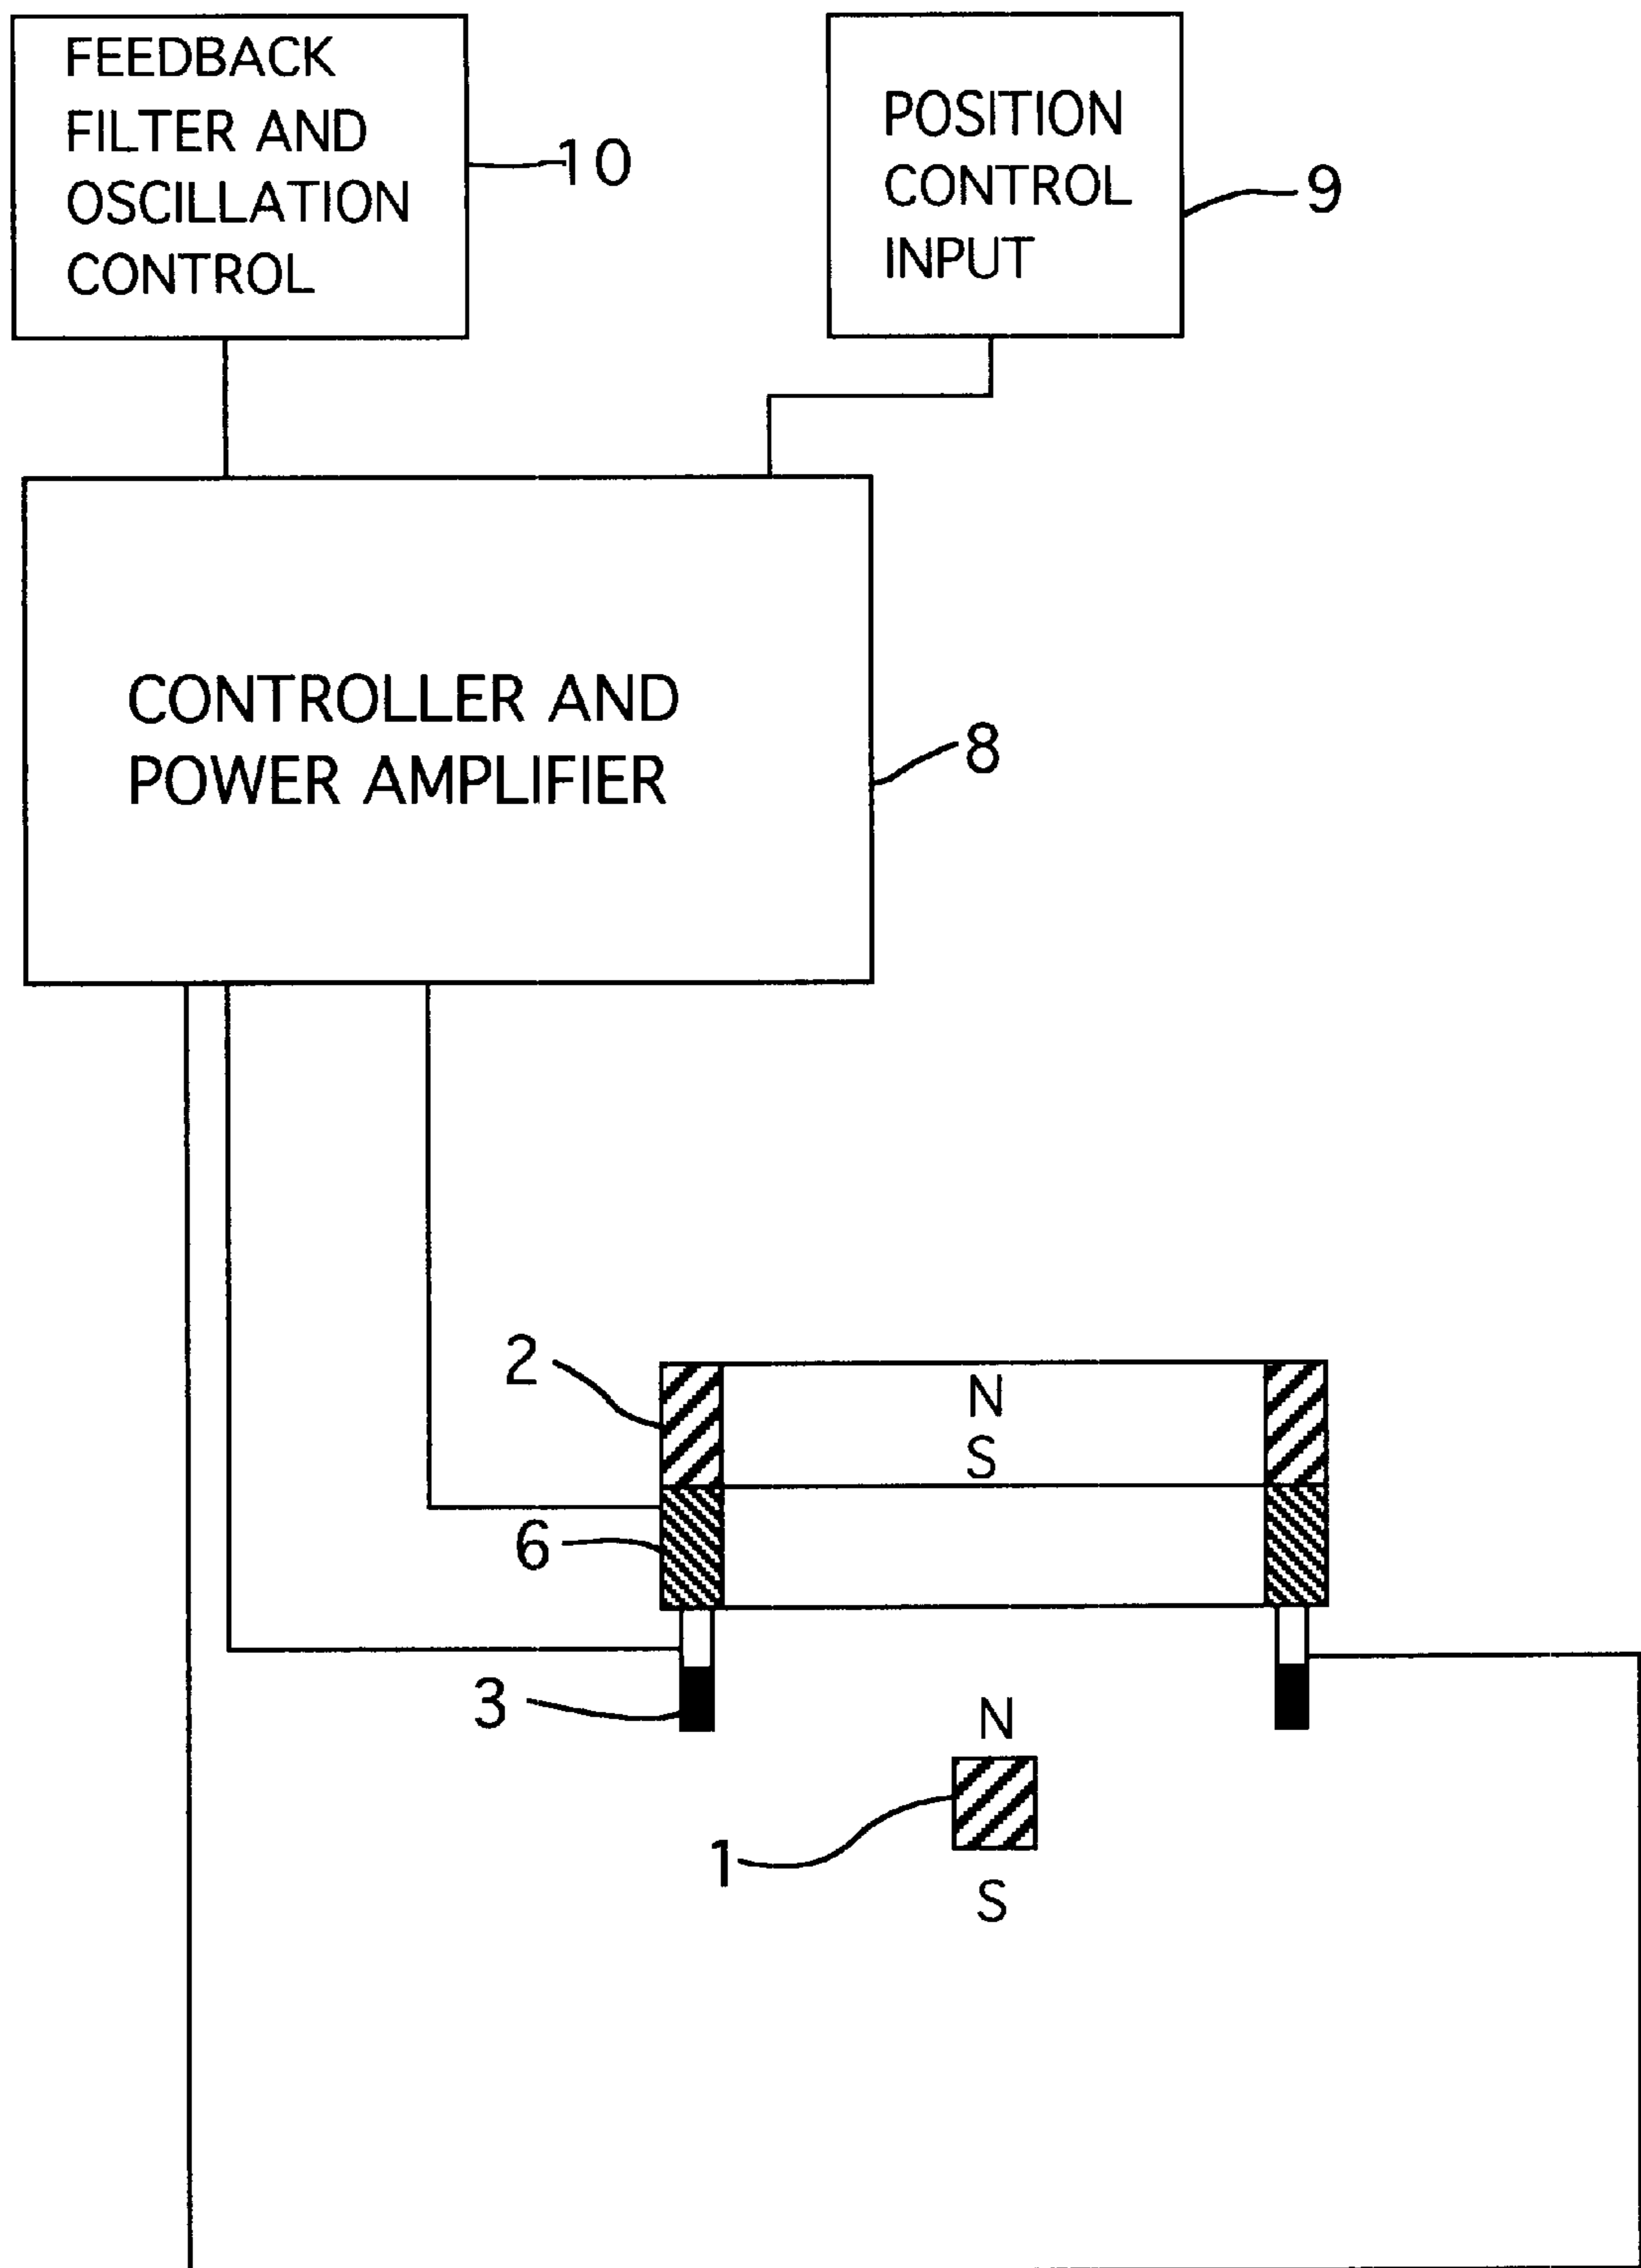 FEEDBACK
FILTER AND
OSCILLATION
CONTROL
10
POSITION
CONTROL
INPUT
9
CONTROLLER AND
POWER AMPLIFIER
8
2
N
S
6
3
N
1
S